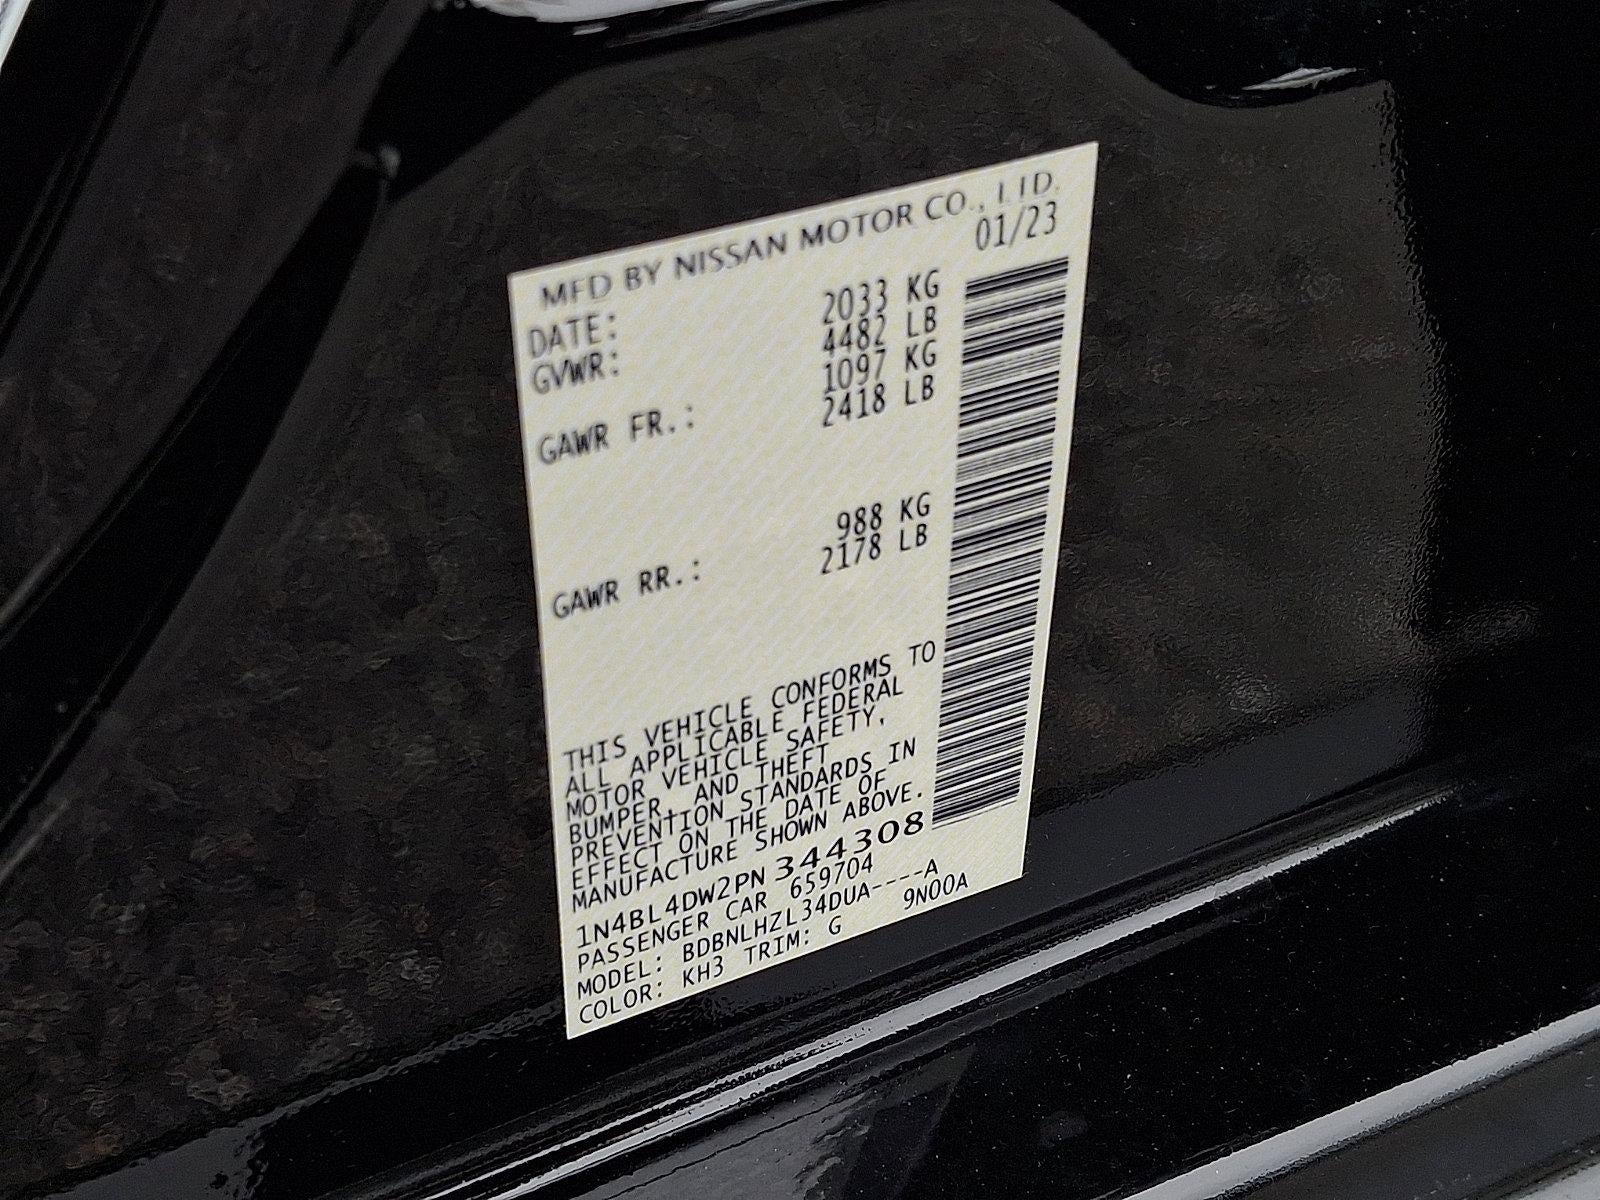 MFD BY NISSAN MOTOR CO., LTD.
DATE: 01/23
GVWR: 2033 KG
4482 LB
GAWR FR.: 1097 KG
2418 LB
GAWR RR.: 988 KG
2178 LB
THIS VEHICLE CONFORMS TO
ALL APPLICABLE FEDERAL
MOTOR VEHICLE SAFETY,
BUMPER, AND THEFT
PREVENTION STANDARDS IN
EFFECT ON THE DATE OF
MANUFACTURE SHOWN ABOVE.
1N4BL4DW2PN344308
PASSENGER CAR 659704
MODEL: BDBNLHZL34DUA----A
COLOR: KH3 TRIM: G 9N00A